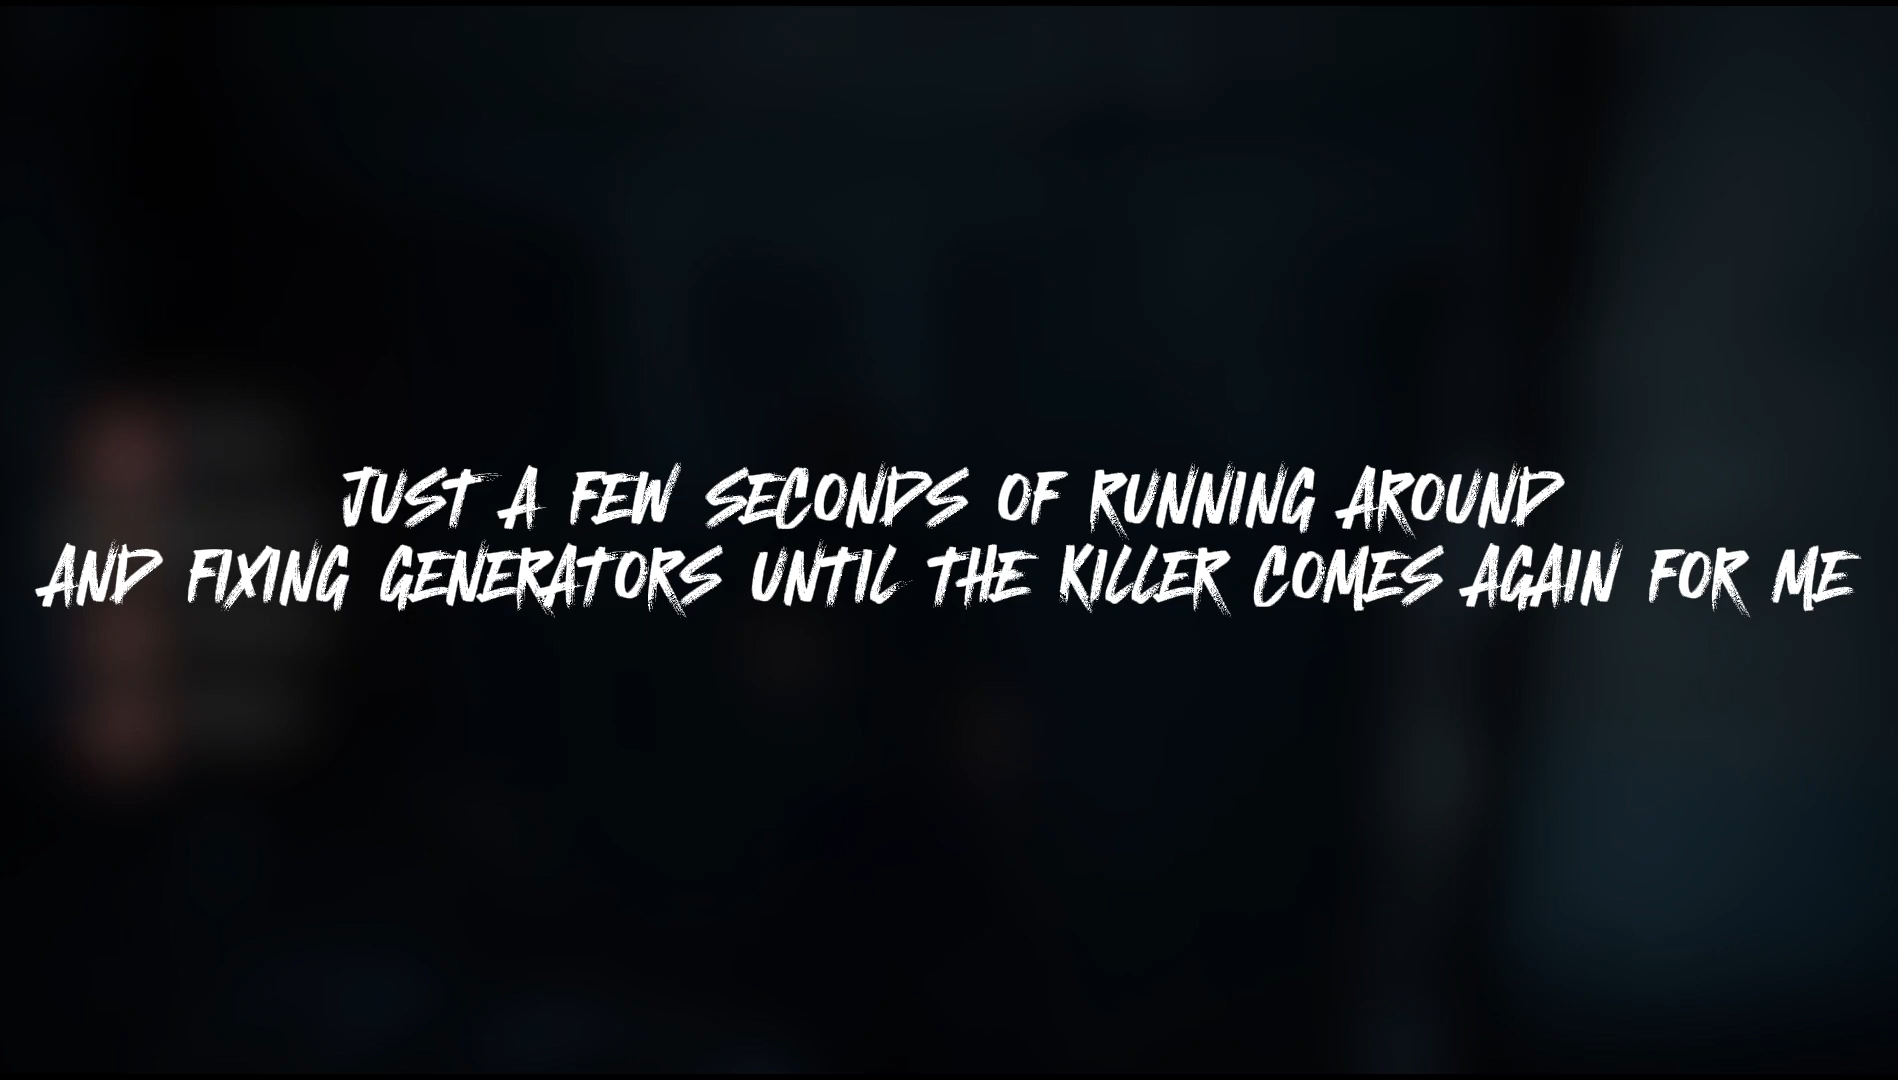 JUST A FEW SECONDS OF RUNNING AROUND
AND FIXING GENERATORS UNTIL THE KILLER COMES AGAIN FOR ME